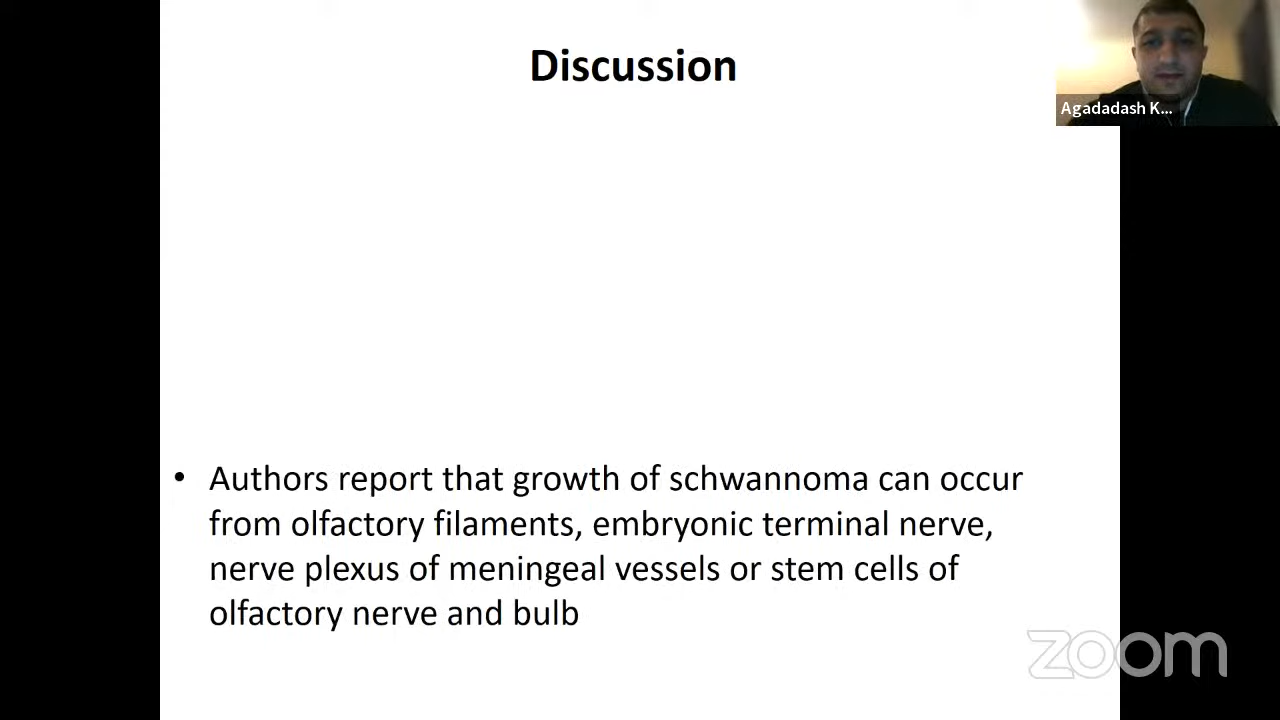 Discussion
Agadadash K...
• Authors report that growth of schwannoma can occur
from olfactory filaments, embryonic terminal nerve,
nerve plexus of meningeal vessels or stem cells of
olfactory nerve and bulb
zoom